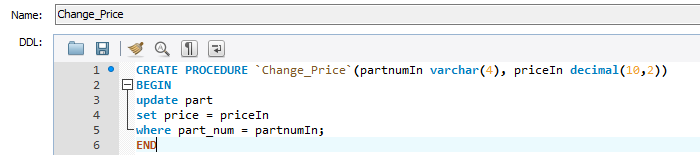 Name: Change_Price
DDL:
1 CREATE PROCEDURE `Change_Price`(partnumIn varchar(4), priceIn decimal(10,2))
2 BEGIN
3 update part
4 set price = priceIn
5 where part_num = partnumIn;
6 END